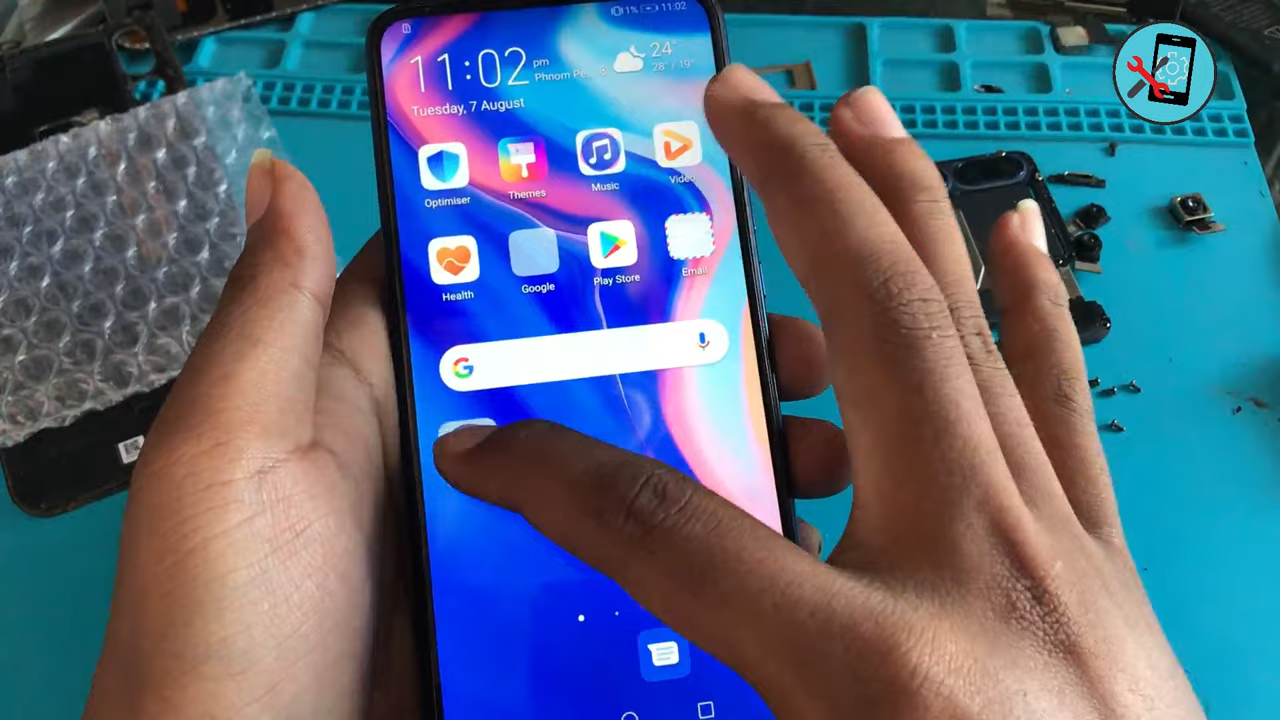 1% 11:02
11:02 pm
Phnom Pe
24°
28° / 19°
Tuesday, 7 August
Optimiser
Themes
Music
Video
Health
Google
Play Store
Email
G